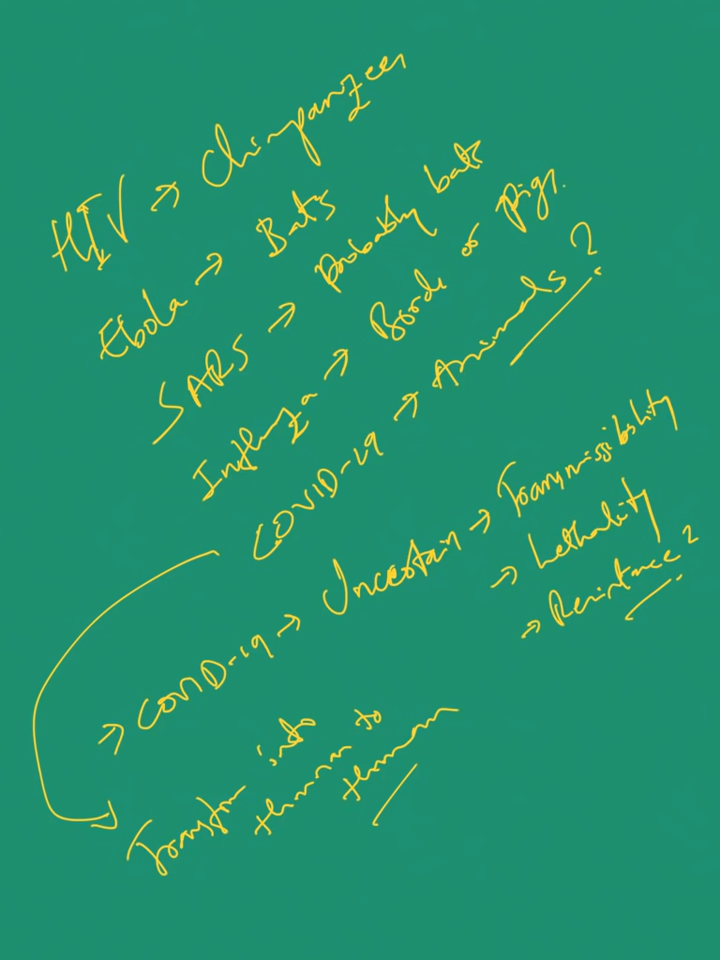 HIV → Chimpanzees
Ebola → Bats
SARS → Probably bats
Influenza → Birds or Pigs.
COVID-19 → Animals?
→ COVID-19 → Uncertain → Transmissibility
→ Lethality
→ Resistance?
Transfer into
Human to
Human